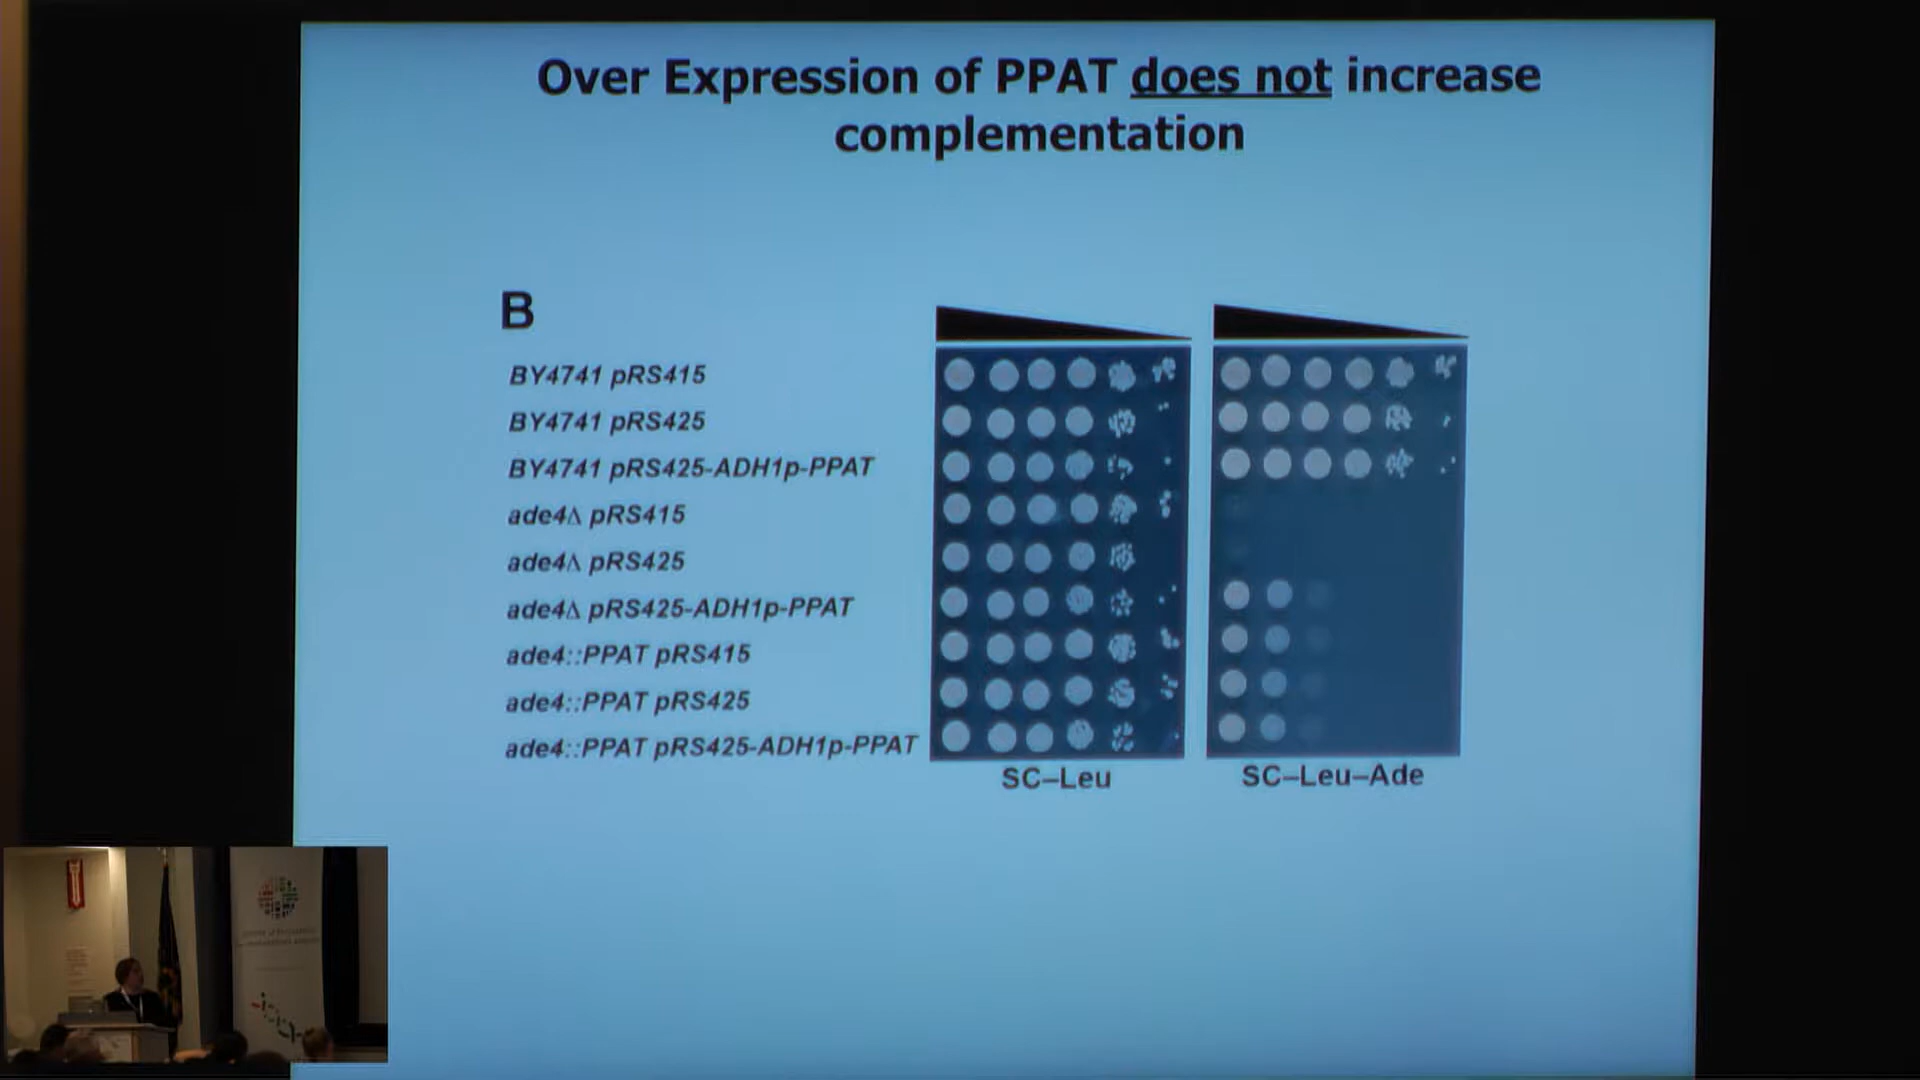 Over Expression of PPAT does not increase
complementation
B
BY4741 pRS415
BY4741 pRS425
BY4741 pRS425-ADH1p-PPAT
ade4Δ pRS415
ade4Δ pRS425
ade4Δ pRS425-ADH1p-PPAT
ade4::PPAT pRS415
ade4::PPAT pRS425
ade4::PPAT pRS425-ADH1p-PPAT
SC–Leu
SC–Leu–Ade